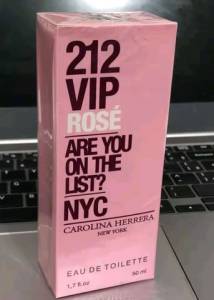 212
VIP
ROSÉ
ARE YOU
ON THE
LIST?
NYC
CAROLINA HERRERA
NEW YORK
EAU DE TOILETTE
1,7 fl.oz 50 ml